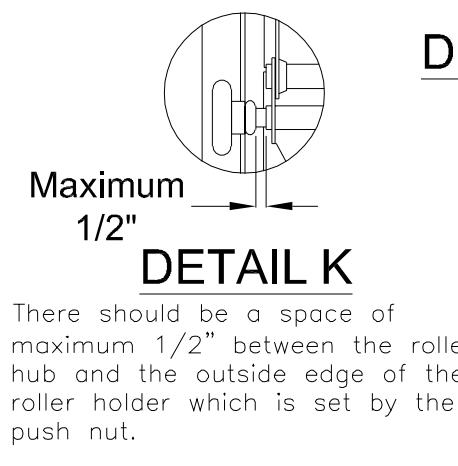 D
Maximum
1/2"
DETAIL K
There should be a space of
maximum 1/2" between the rolle
hub and the outside edge of the
roller holder which is set by the
push nut.